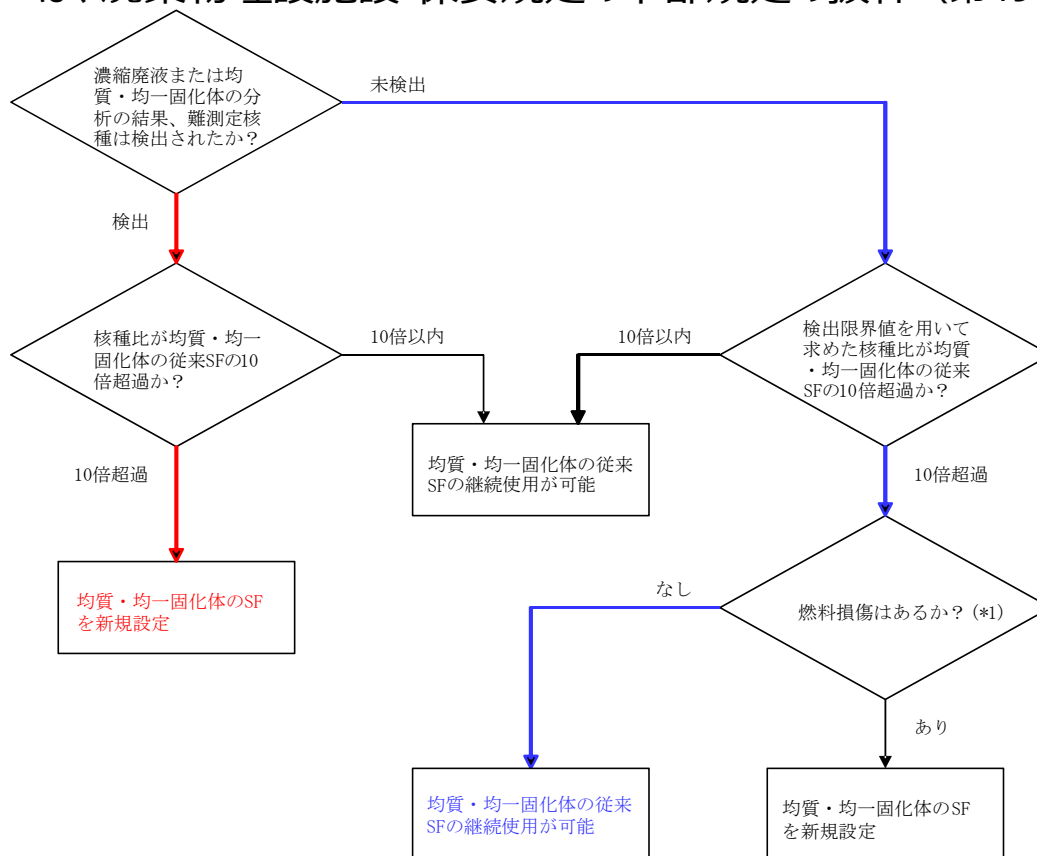 濃縮廃液または均
質・均一固化体の分
析の結果、難測定核
種は検出されたか？
未検出
検出
核種比が均質・均一
固化体の従来SFの10
倍超過か？
10倍以内
10倍以内
検出限界値を用いて
求めた核種比が均質
・均一固化体の従来
SFの10倍超過か？
均質・均一固化体の従来
SFの継続使用が可能
10倍超過
10倍超過
均質・均一固化体のSF
を新規設定
なし
燃料損傷はあるか？(*1)
あり
均質・均一固化体の従来
SFの継続使用が可能
均質・均一固化体のSF
を新規設定